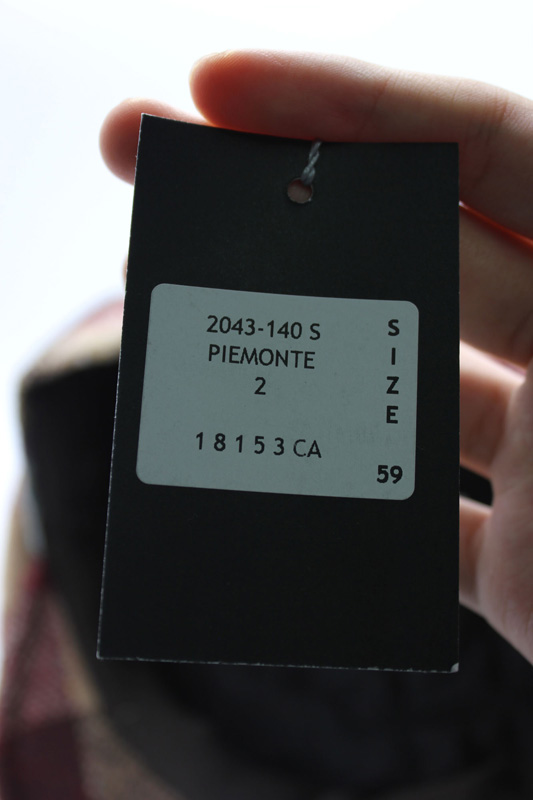 2043-140 S
PIEMONTE
2
18153 CA
SIZE
59